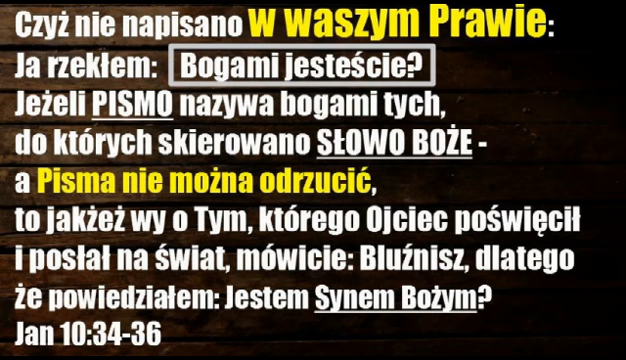 Czyż nie napisano w waszym Prawie:
Ja rzekłem: Bogami jesteście?
Jeżeli PISMO nazywa bogami tych,
do których skierowano SŁOWO BOŻE -
a Pisma nie można odrzucić,
to jakżeż wy o Tym, którego Ojciec poświęcił
i posłał na świat, mówicie: Bluźnisz, dlatego
że powiedziałem: Jestem Synem Bożym?
Jan 10:34-36